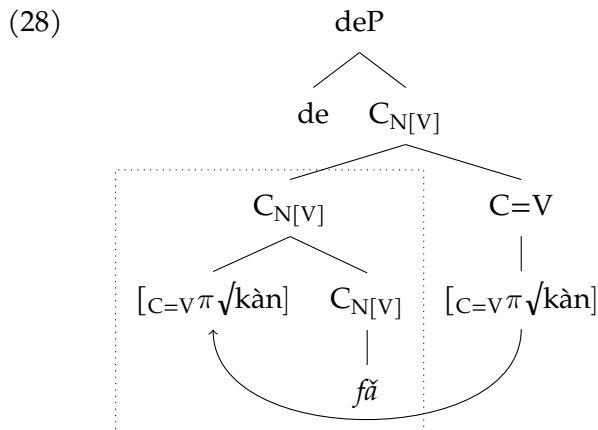 (28) deP
de C_N[V]
C_N[V] C=V
[C=V π√kàn] C_N[V] [C=V π√kàn]
fǎ